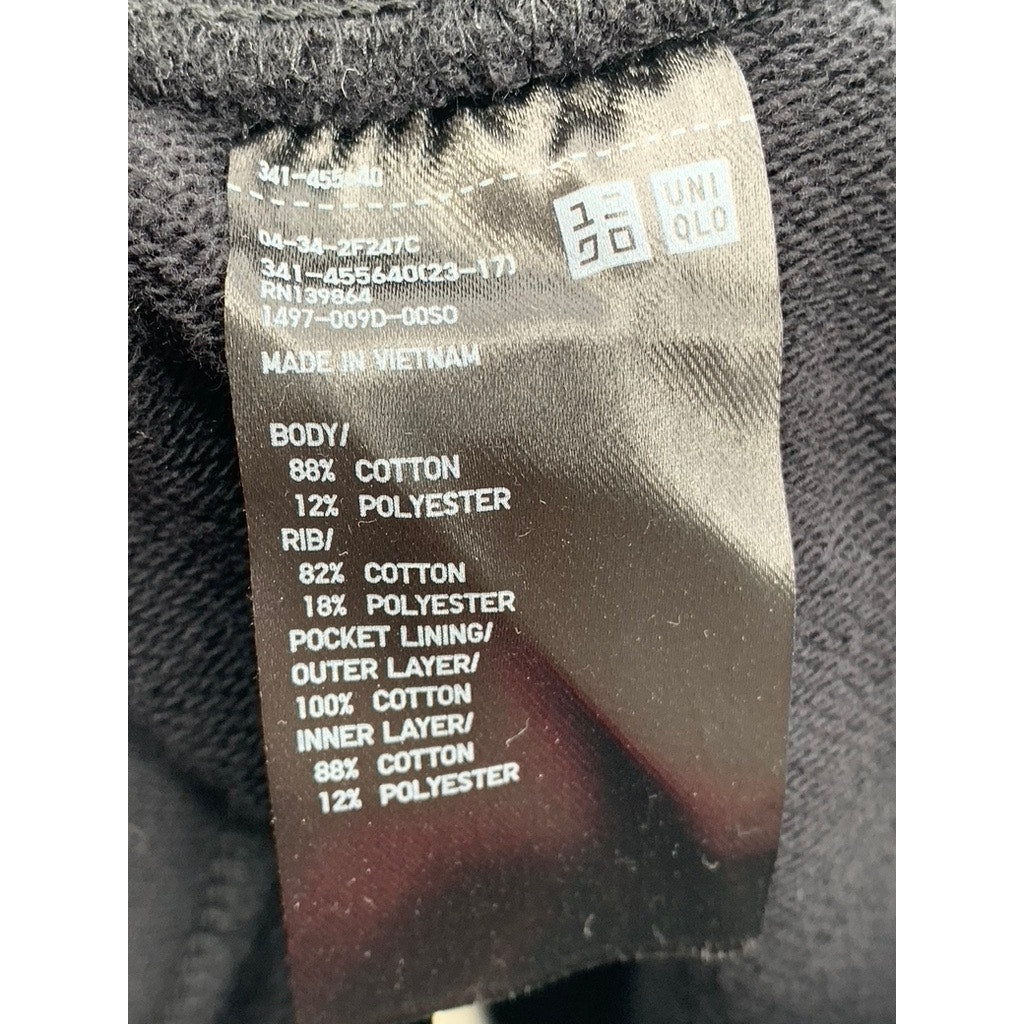 341-455640
ユニ
クロ
UNI
QLO
04-34-2F247C
341-455640(23-17)
RN139864
1497-009D-00SO
MADE IN VIETNAM
BODY/
88% COTTON
12% POLYESTER
RIB/
82% COTTON
18% POLYESTER
POCKET LINING/
OUTER LAYER/
100% COTTON
INNER LAYER/
88% COTTON
12% POLYESTER